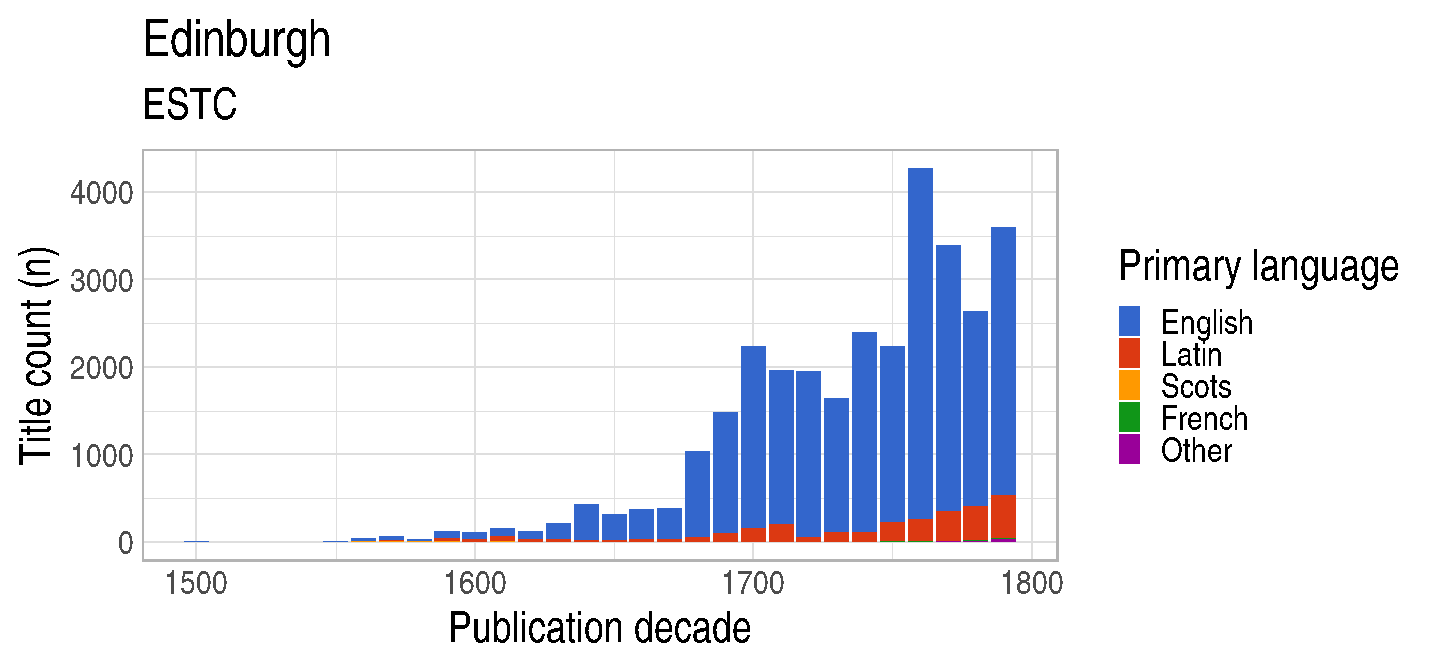 Edinburgh
ESTC
Title count (n)
4000
3000
2000
1000
0
1500 1600 1700 1800
Publication decade
Primary language
English
Latin
Scots
French
Other